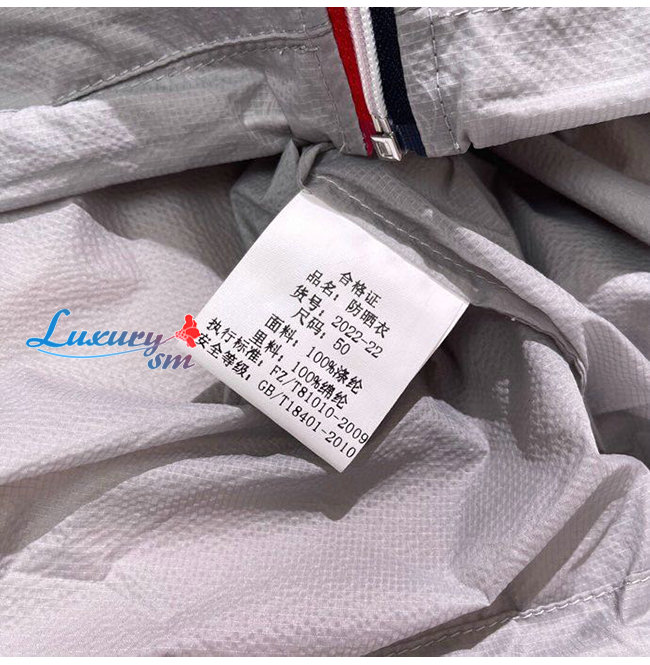 合格证
品名：防晒衣
货号：2022-22
尺码：50
面料：100%涤纶
里料：100%绵纶
执行标准：FZ/T81010-2009
安全等级：GB/T18401-2010
Luxury
sm